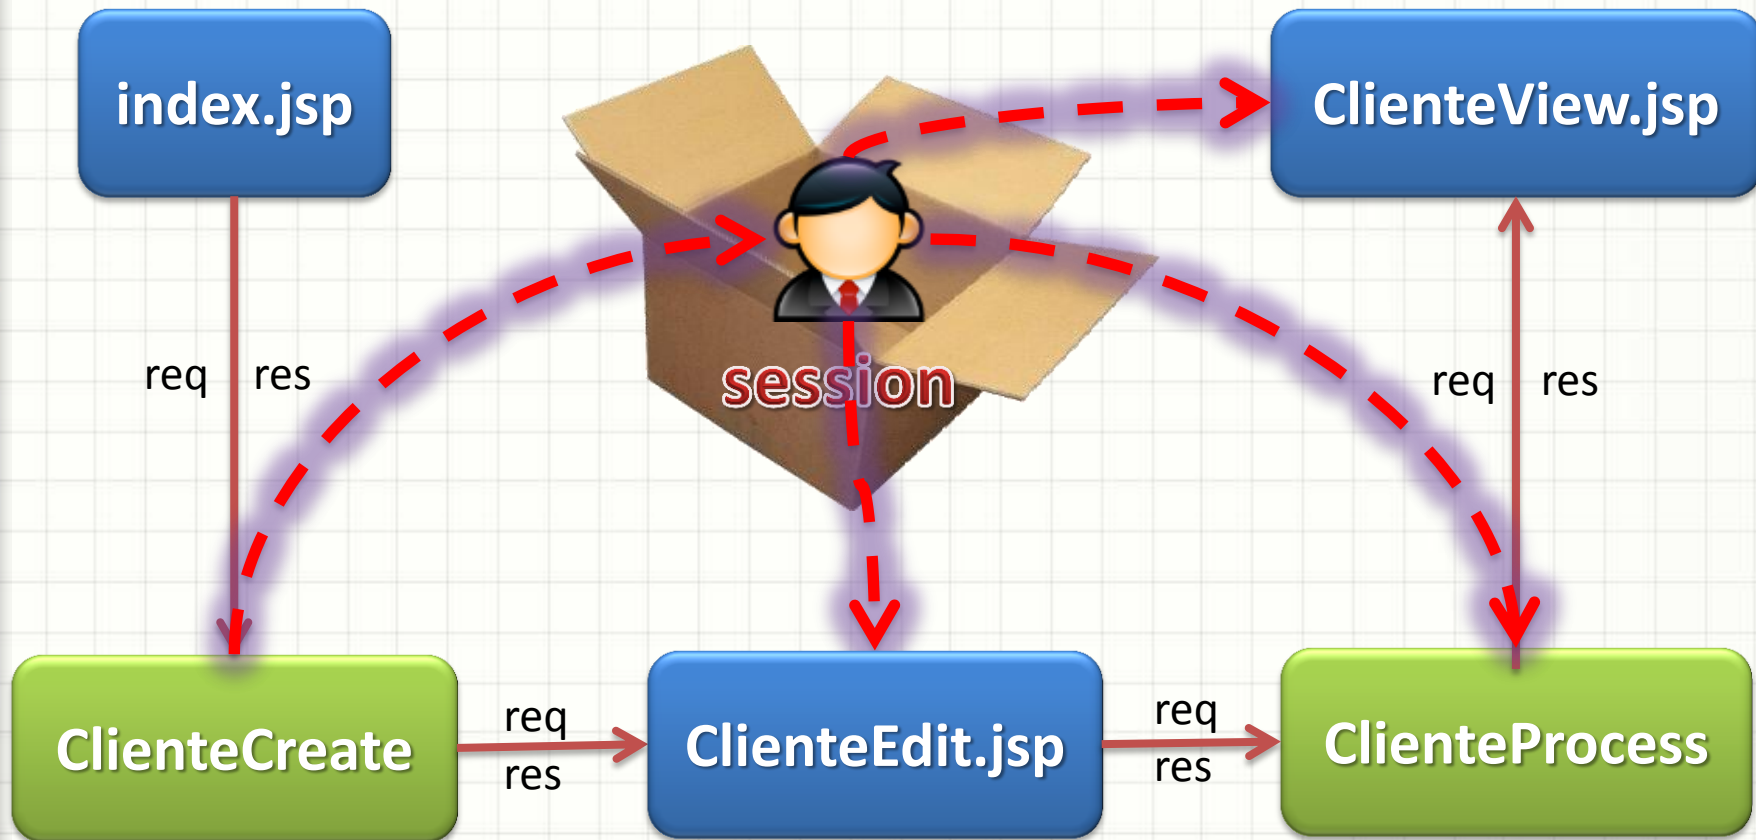 index.jsp
ClienteView.jsp
session
req res
req res
ClienteCreate
req
res
ClienteEdit.jsp
req
res
ClienteProcess